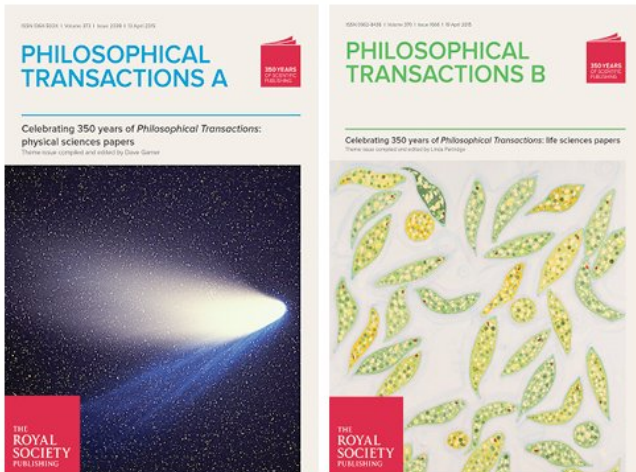 PHILOSOPHICAL
TRANSACTIONS A
350 YEARS
OF SCIENTIFIC
PUBLISHING
Celebrating 350 years of Philosophical Transactions:
physical sciences papers
Theme issue compiled and edited by Dave Garner
THE
ROYAL
SOCIETY
PUBLISHING
PHILOSOPHICAL
TRANSACTIONS B
350 YEARS
OF SCIENTIFIC
PUBLISHING
Celebrating 350 years of Philosophical Transactions: life sciences papers
Theme issue compiled and edited by Linda Partridge
THE
ROYAL
SOCIETY
PUBLISHING